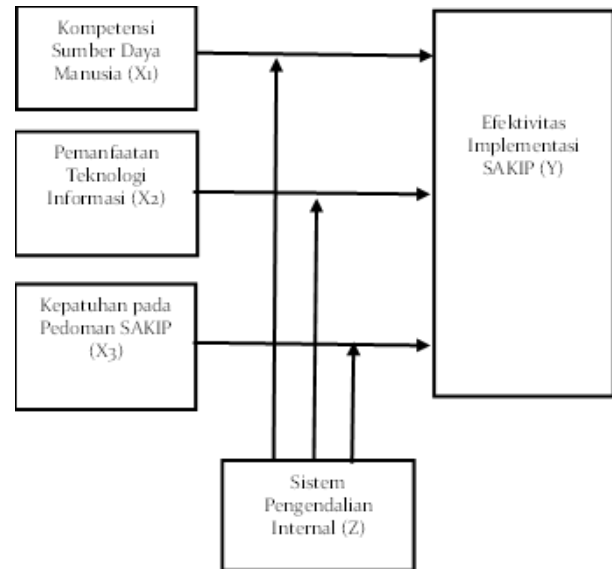 Kompetensi
Sumber Daya
Manusia (X1)
Efektivitas
Implementasi
SAKIP (Y)
Pemanfaatan
Teknologi
Informasi (X2)
Kepatuhan pada
Pedoman SAKIP
(X3)
Sistem
Pengendalian
Internal (Z)